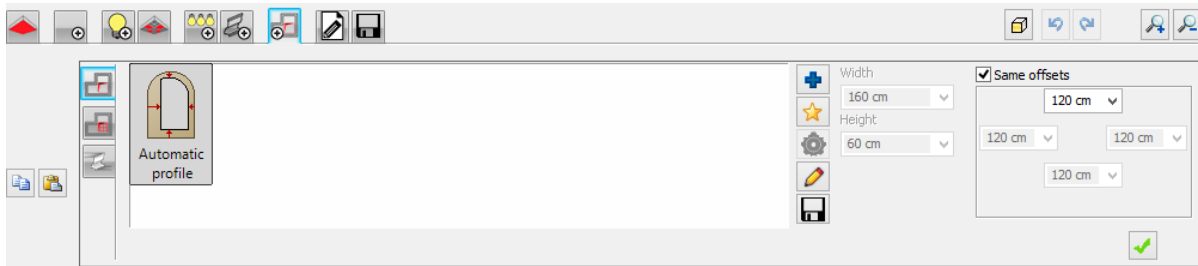 Automatic
profile
Width
160 cm
Height
60 cm
Same offsets
120 cm
120 cm
120 cm
120 cm